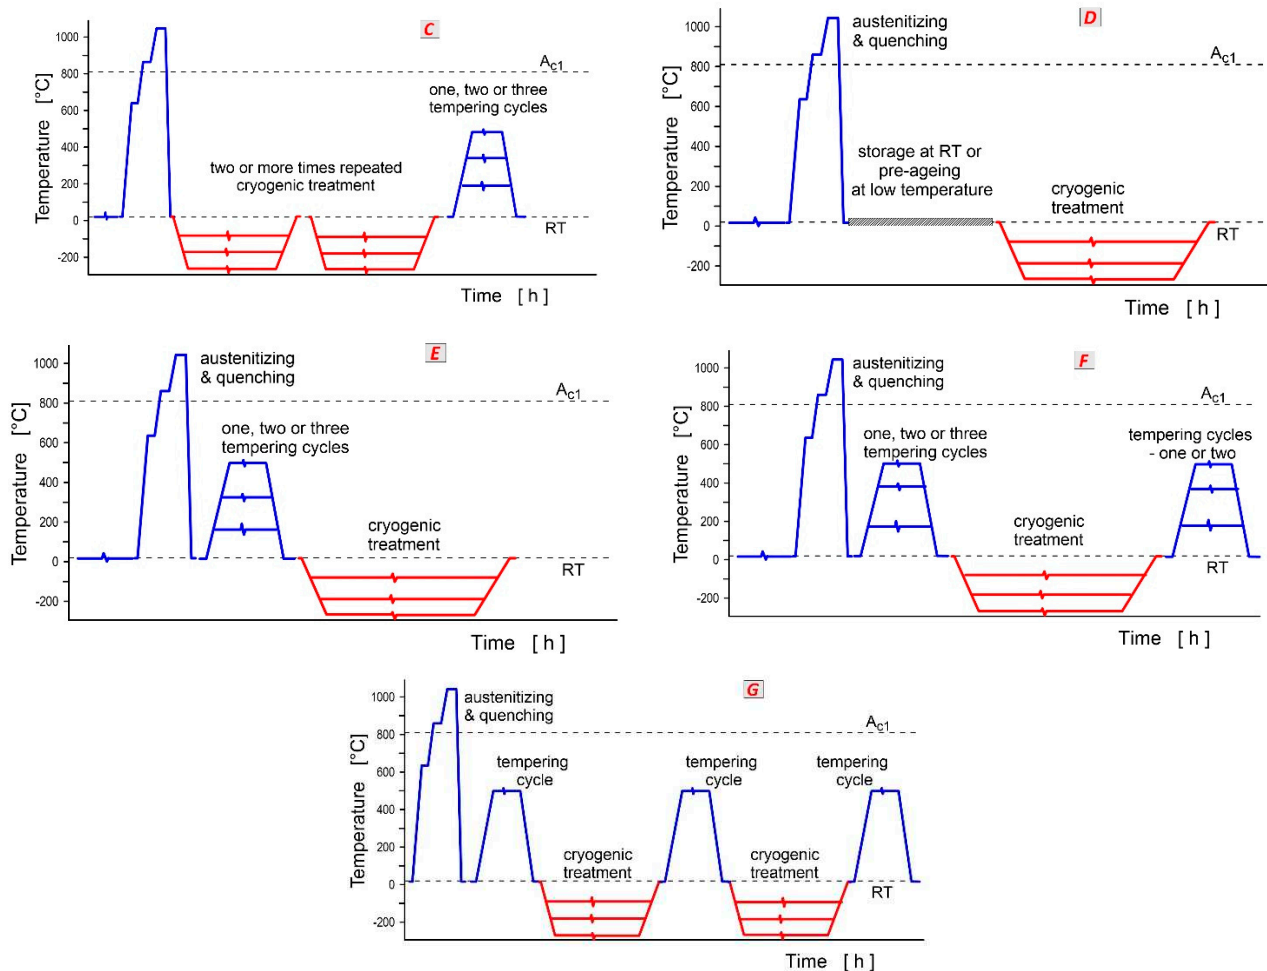 C
1000
800
600
400
200
0
-200
Temperature [°C]
Ac1
one, two or three
tempering cycles
two or more times repeated
cryogenic treatment
RT
Time [ h ]
D
1000
800
600
400
200
0
-200
Temperature [°C]
austenitizing
& quenching
Ac1
storage at RT or
pre-ageing
at low temperature
cryogenic
treatment
RT
Time [ h ]
E
1000
800
600
400
200
0
-200
Temperature [°C]
austenitizing
& quenching
Ac1
one, two or three
tempering cycles
cryogenic
treatment
RT
Time [ h ]
F
1000
800
600
400
200
0
-200
Temperature [°C]
austenitizing
& quenching
Ac1
one, two or three
tempering cycles
tempering cycles
- one or two
cryogenic
treatment
RT
Time [ h ]
G
1000
800
600
400
200
0
-200
Temperature [°C]
austenitizing
& quenching
Ac1
tempering
cycle
tempering
cycle
tempering
cycle
cryogenic
treatment
cryogenic
treatment
RT
Time [ h ]